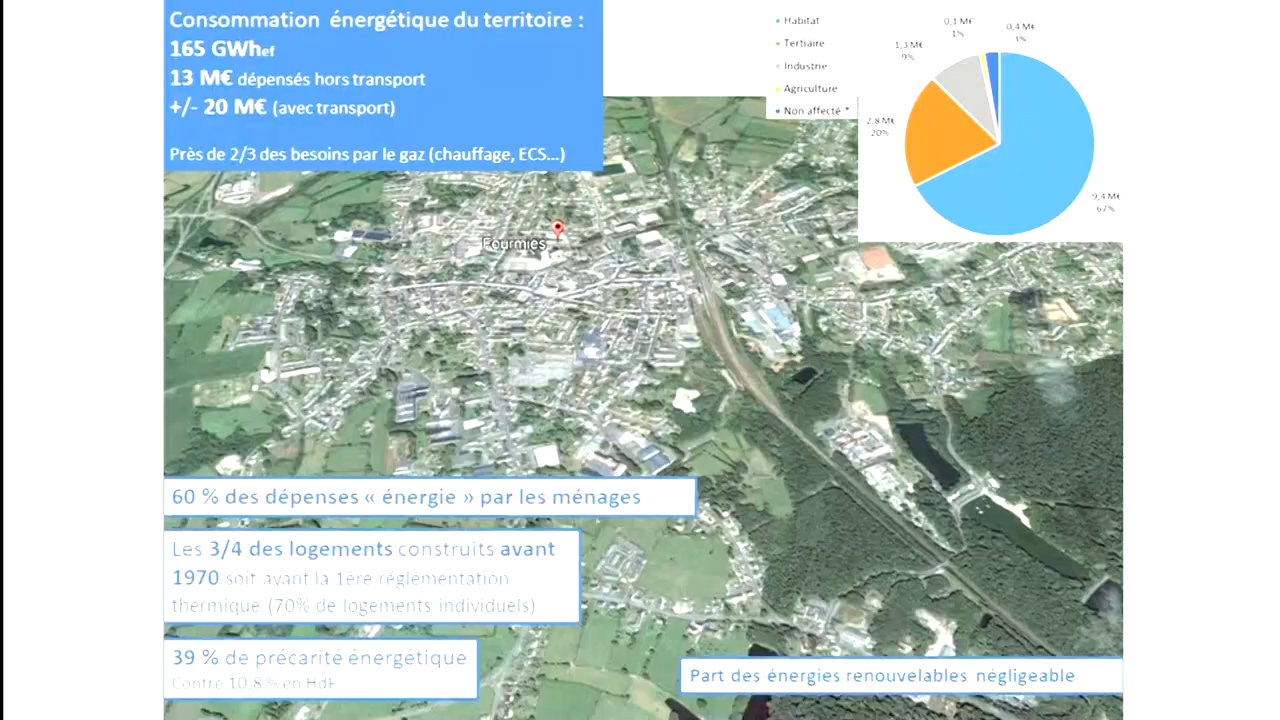 Consommation énergétique du territoire :
165 GWhef
13 M€ dépensés hors transport
+/- 20 M€ (avec transport)
Près de 2/3 des besoins par le gaz (chauffage, ECS...)
Habitat
Tertiaire
Industrie
Agriculture
Non affecté *
0,1 M€
1%
0,4 M€
3%
1,3 M€
9%
2,8 M€
20%
9,4 M€
67%
Fourmies
60 % des dépenses « énergie » par les ménages
Les 3/4 des logements construits avant
1970 soit avant la 1ère réglementation
thermique (70% de logements individuels)
39 % de précarité énergétique
Contre 10,8 % en HdF
Part des énergies renouvelables négligeable